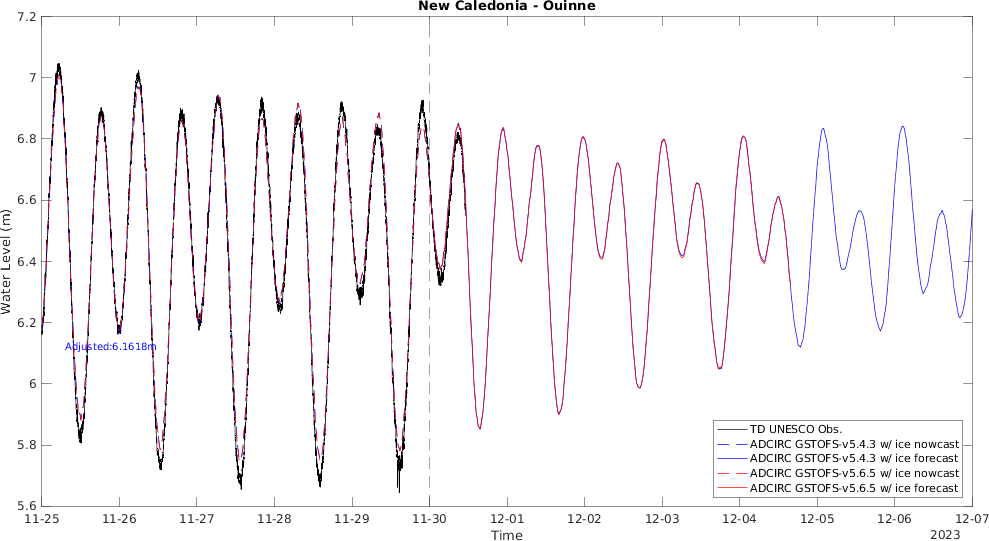 New Caledonia - Ouinne
7.2
7
6.8
6.6
6.4
6.2
6
5.8
5.6
Water Level (m)
Adjusted:6.1618m
TD UNESCO Obs.
ADCIRC GSTOFS-v5.4.3 w/ ice nowcast
ADCIRC GSTOFS-v5.4.3 w/ ice forecast
ADCIRC GSTOFS-v5.6.5 w/ ice nowcast
ADCIRC GSTOFS-v5.6.5 w/ ice forecast
11-25 11-26 11-27 11-28 11-29 11-30 12-01 12-02 12-03 12-04 12-05 12-06 12-07
Time
2023